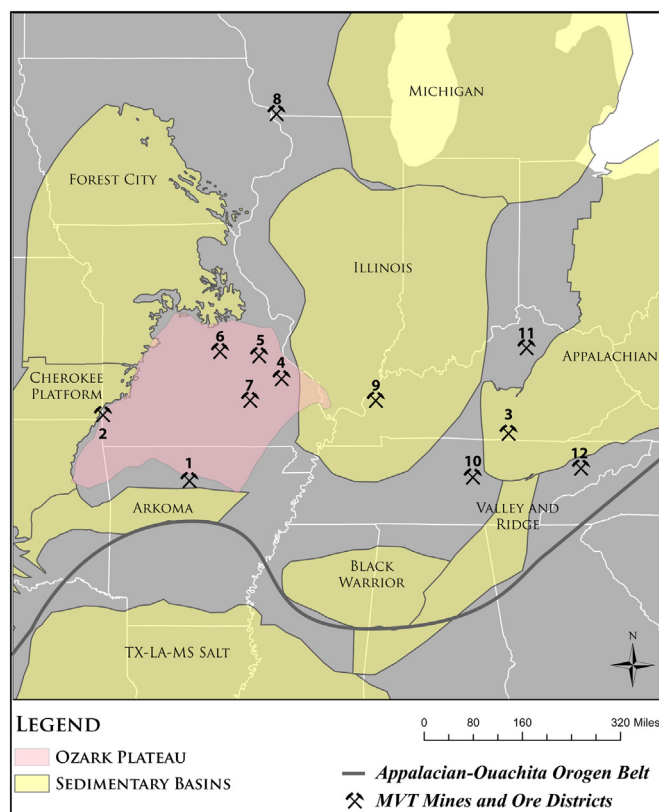 8
MICHIGAN
FOREST CITY
ILLINOIS
6
5
11
4
APPALACHIAN
CHEROKEE
PLATFORM
7
9
3
2
1
10
12
ARKOMA
VALLEY AND
RIDGE
BLACK
WARRIOR
TX-LA-MS SALT
N
LEGEND
OZARK PLATEAU
SEDIMENTARY BASINS
0 80 160 320 Miles
Appalacian-Ouachita Orogen Belt
MVT Mines and Ore Districts